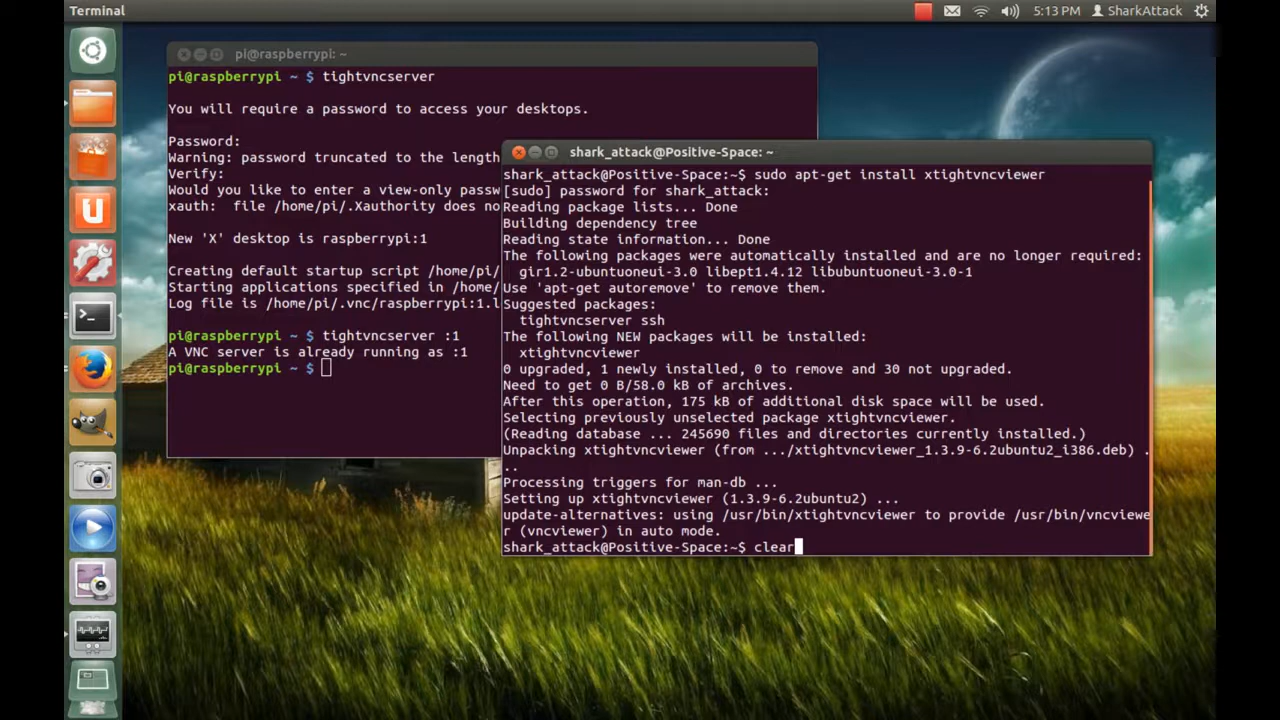 Terminal
5:13 PM
SharkAttack
pi@raspberrypi: ~
pi@raspberrypi ~ $ tightvncserver
You will require a password to access your desktops.
Password:
Warning: password truncated to the length
Verify:
Would you like to enter a view-only passw
xauth:  file /home/pi/.Xauthority does no
New 'X' desktop is raspberrypi:1
Creating default startup script /home/pi/
Starting applications specified in /home/
Log file is /home/pi/.vnc/raspberrypi:1.l
pi@raspberrypi ~ $ tightvncserver :1
A VNC server is already running as :1
pi@raspberrypi ~ $
shark_attack@Positive-Space: ~
shark_attack@Positive-Space:~$ sudo apt-get install xtightvncviewer
[sudo] password for shark_attack:
Reading package lists... Done
Building dependency tree
Reading state information... Done
The following packages were automatically installed and are no longer required:
gir1.2-ubuntuoneui-3.0 libept1.4.12 libubuntuoneui-3.0-1
Use 'apt-get autoremove' to remove them.
Suggested packages:
tightvncserver ssh
The following NEW packages will be installed:
xtightvncviewer
0 upgraded, 1 newly installed, 0 to remove and 30 not upgraded.
Need to get 0 B/58.0 kB of archives.
After this operation, 175 kB of additional disk space will be used.
Selecting previously unselected package xtightvncviewer.
(Reading database ... 245690 files and directories currently installed.)
Unpacking xtightvncviewer (from .../xtightvncviewer_1.3.9-6.2ubuntu2_i386.deb) .
..
Processing triggers for man-db ...
Setting up xtightvncviewer (1.3.9-6.2ubuntu2) ...
update-alternatives: using /usr/bin/xtightvncviewer to provide /usr/bin/vncviewe
r (vncviewer) in auto mode.
shark_attack@Positive-Space:~$ clear